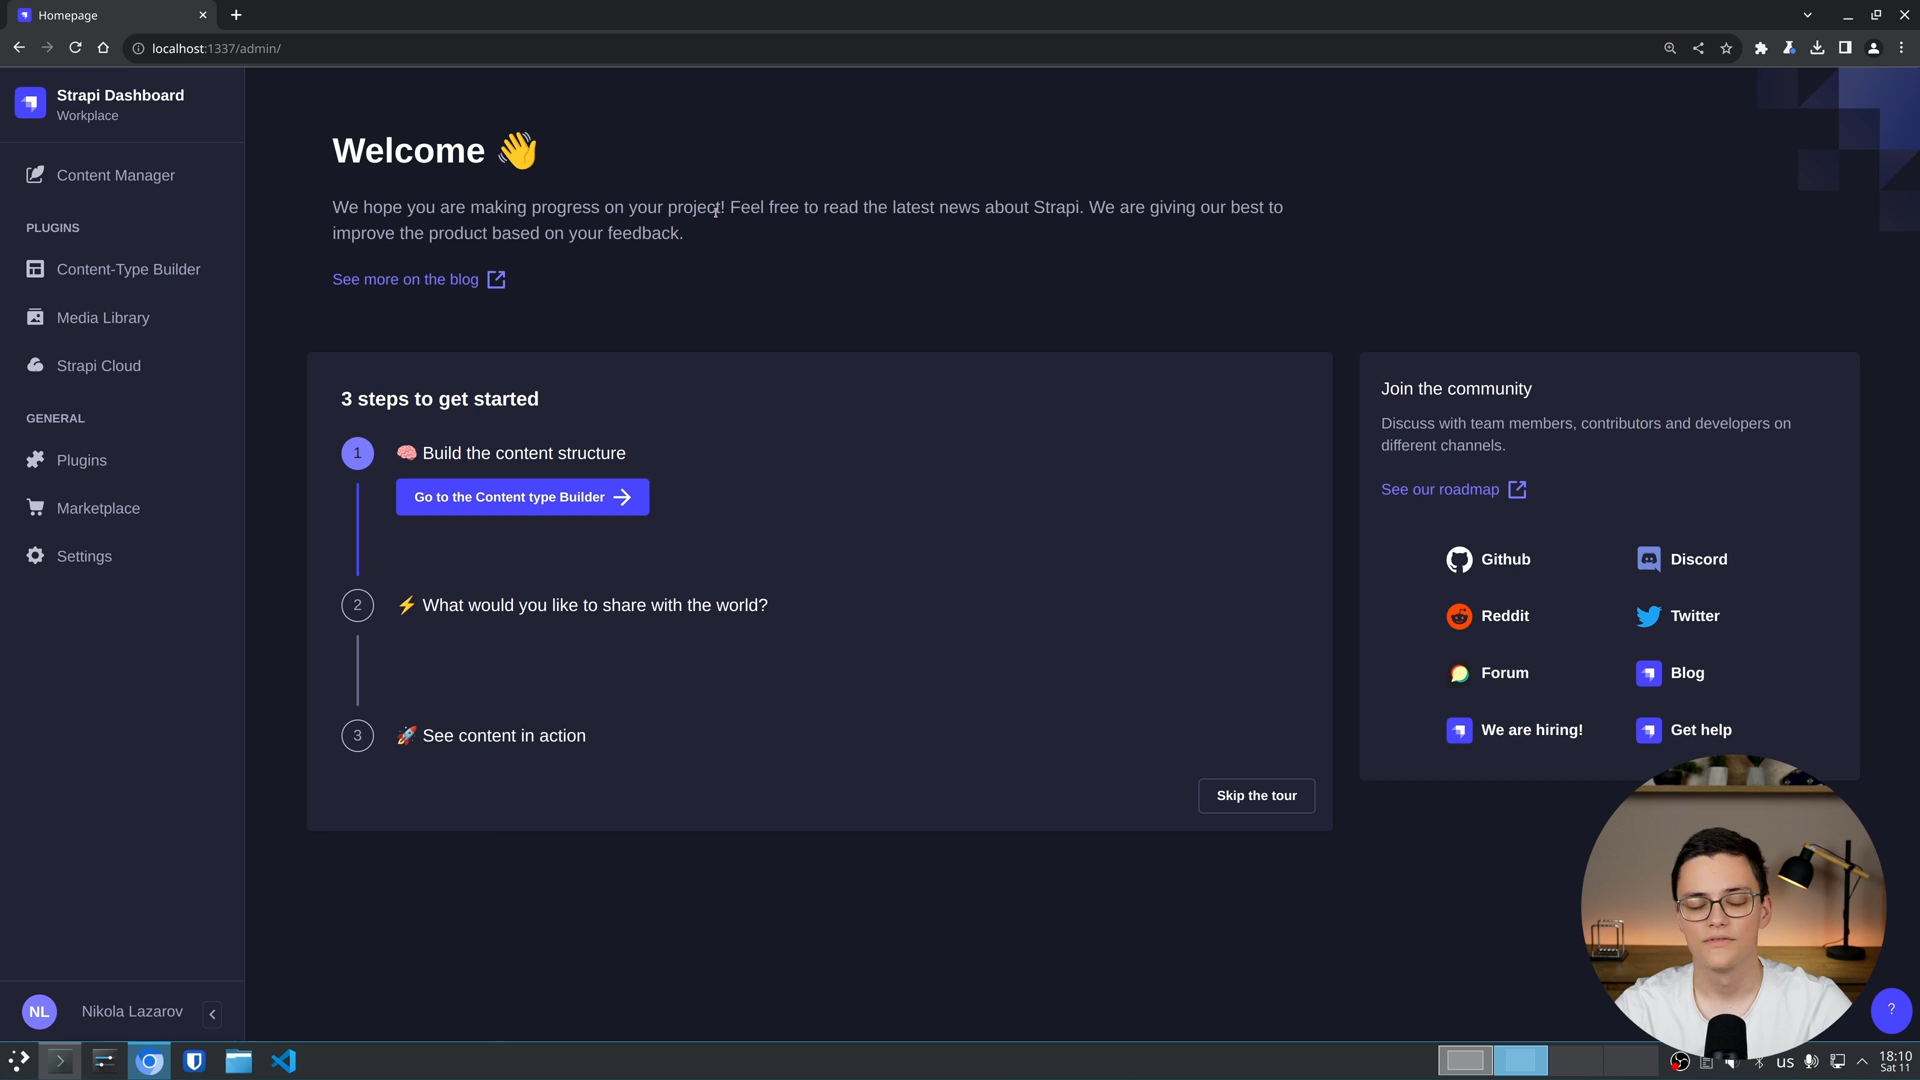 Homepage
localhost:1337/admin/
Strapi Dashboard
Workplace
Content Manager
PLUGINS
Content-Type Builder
Media Library
Strapi Cloud
GENERAL
Plugins
Marketplace
Settings
NL
Nikola Lazarov
Welcome 👋
We hope you are making progress on your project! Feel free to read the latest news about Strapi. We are giving our best to
improve the product based on your feedback.
See more on the blog
3 steps to get started
1
🧠 Build the content structure
Go to the Content type Builder
2
⚡ What would you like to share with the world?
3
🚀 See content in action
Skip the tour
Join the community
Discuss with team members, contributors and developers on
different channels.
See our roadmap
Github
Discord
Reddit
Twitter
Forum
Blog
We are hiring!
Get help
?
us
18:10
Sat 11